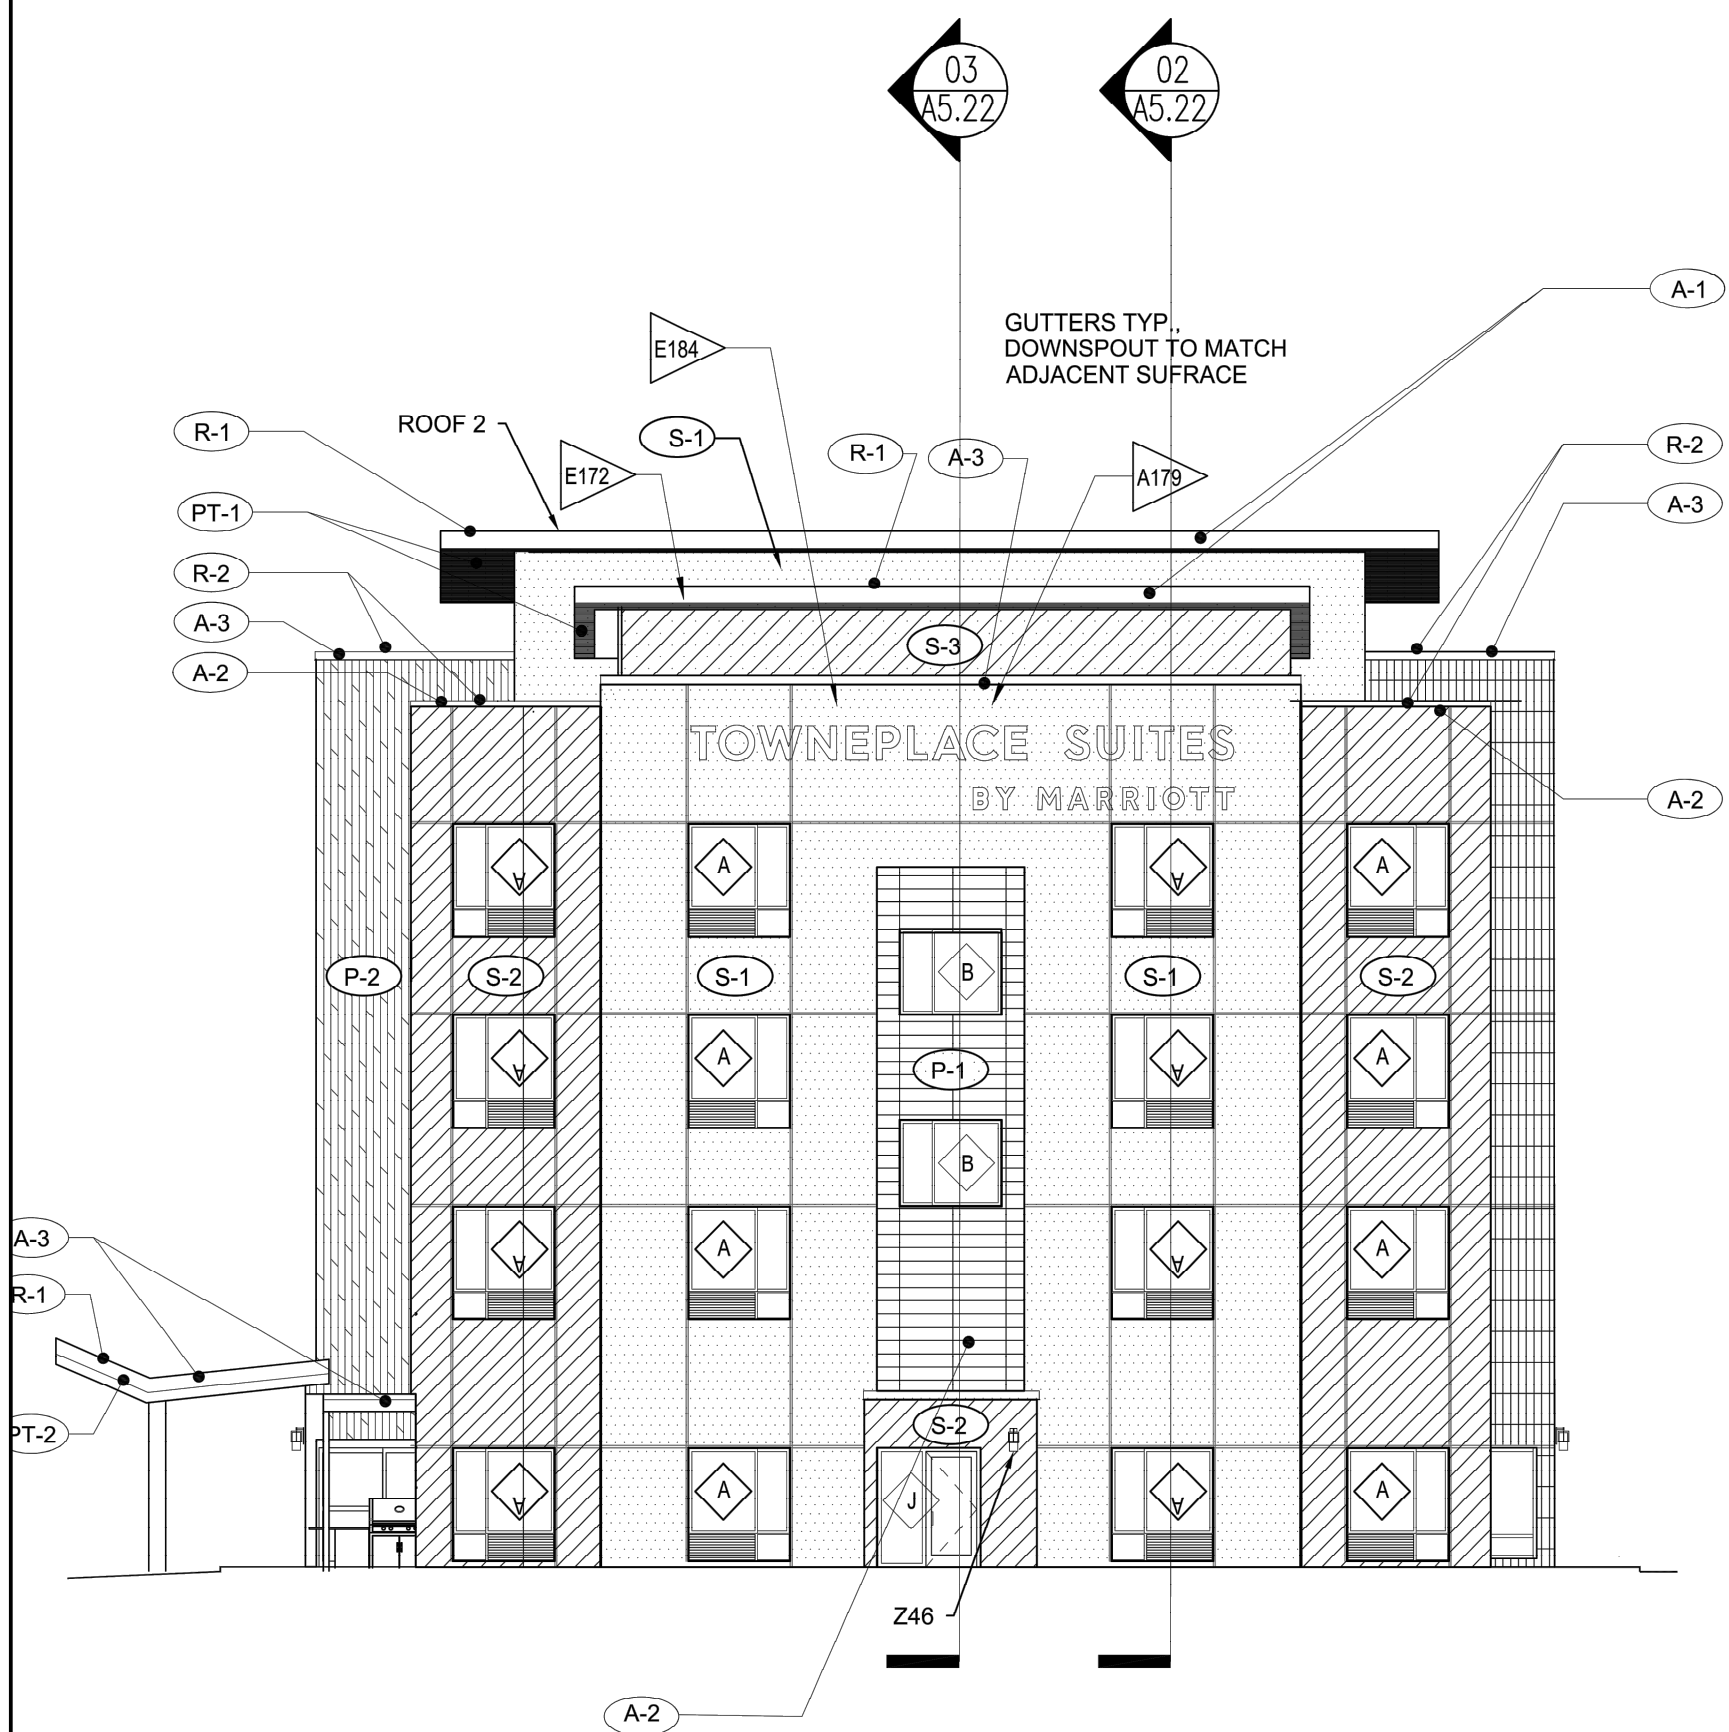 03
A5.22
02
A5.22
A-1
GUTTERS TYP.,
DOWNSPOUT TO MATCH
ADJACENT SUFRACE
E184
R-1
ROOF 2
S-1
R-1
A-3
R-2
E172
A179
PT-1
A-3
R-2
A-3
S-3
A-2
TOWNEPLACE SUITES
BY MARRIOTT
A-2
A
A
A
A
P-2
S-2
S-1
B
S-1
S-2
A
A
A
A
P-1
B
A
A
A
A
A-3
R-1
S-2
PT-2
A
A
J
A
A
Z46
A-2